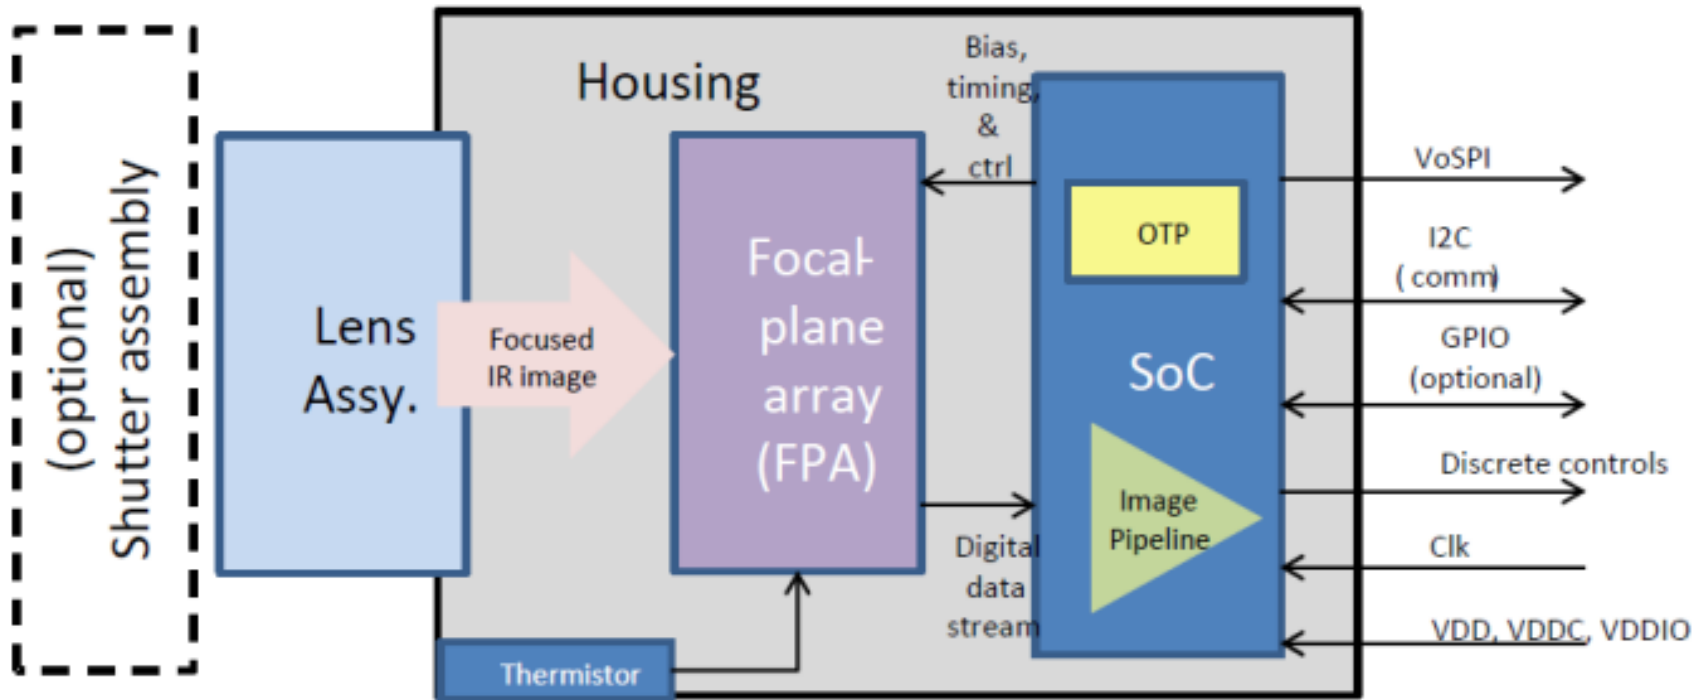 (optional)
Shutter assembly
Lens
Assy.
Housing
Focused
IR image
Focal-
plane
array
(FPA)
Thermistor
Bias,
timing,
&
ctrl
Digital
data
stream
OTP
SoC
Image
Pipeline
VoSPI
I2C
( comm)
GPIO
(optional)
Discrete controls
Clk
VDD, VDDC, VDDIO